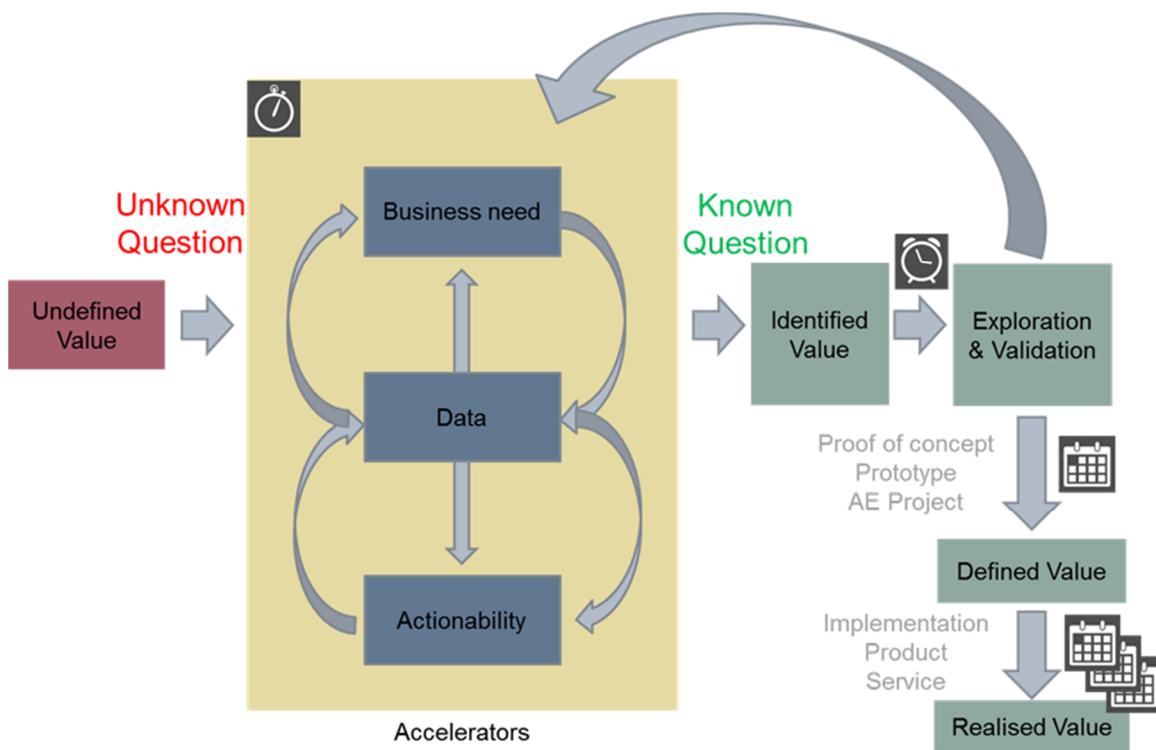 Unknown
Question
Undefined
Value
Business need
Data
Actionability
Accelerators
Known
Question
Identified
Value
Exploration
& Validation
Proof of concept
Prototype
AE Project
Defined Value
Implementation
Product
Service
Realised Value